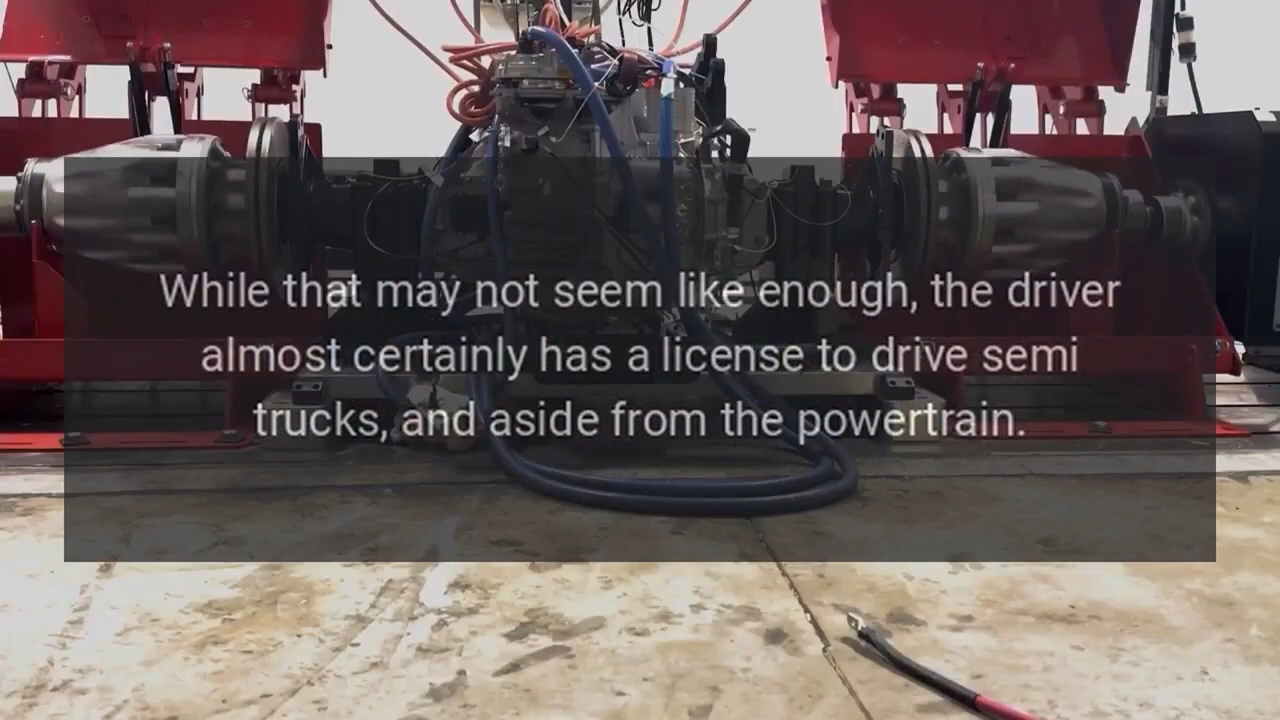 While that may not seem like enough, the driver
almost certainly has a license to drive semi
trucks, and aside from the powertrain.